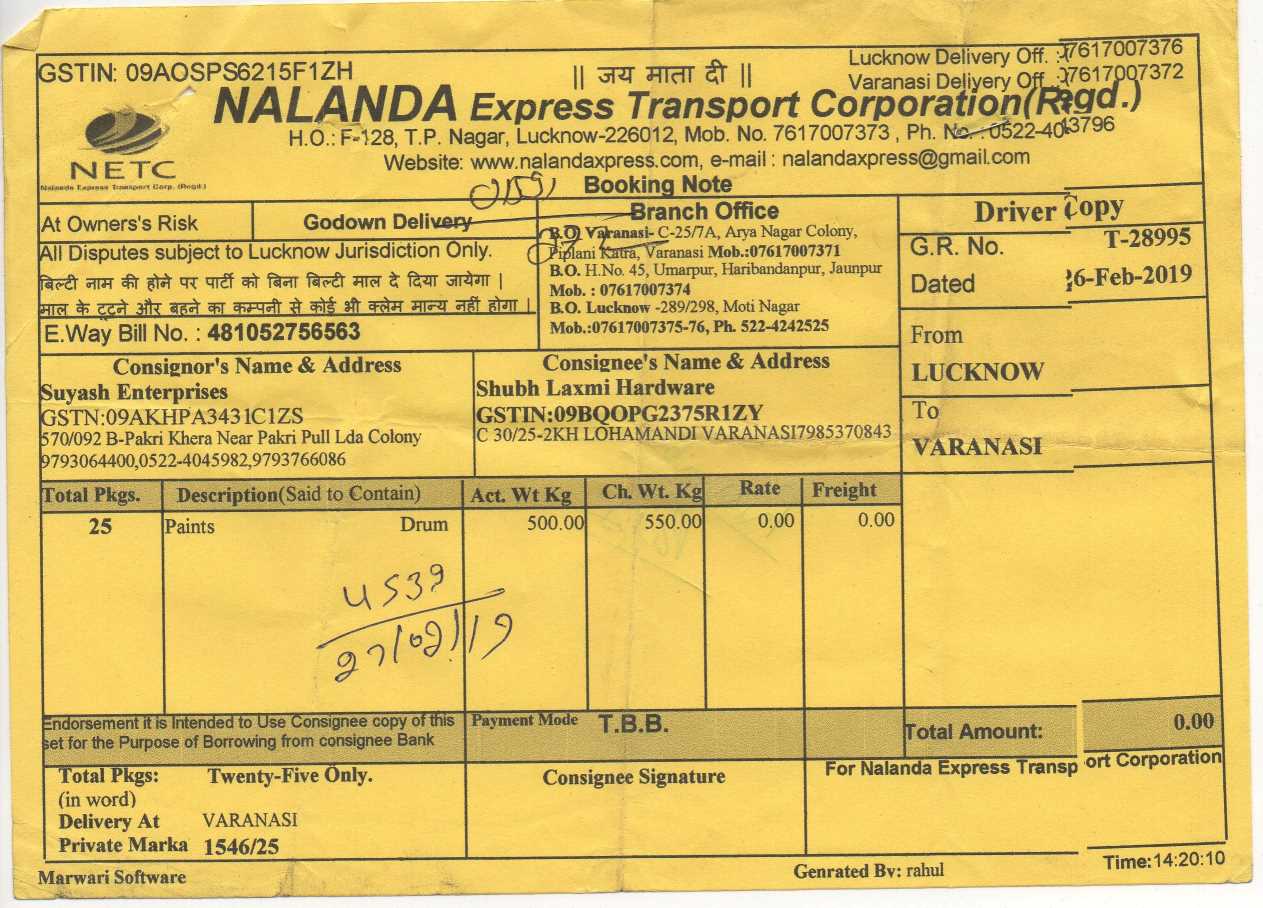 GSTIN: 09AOSPS6215F1ZH
|| जय माता दी ||
Lucknow Delivery Off. :07617007376
Varanasi Delivery Off. :07617007372
NALANDA Express Transport Corporation(Regd.)
NETC
Nalanda Express Transport Corp. (Regd.)
H.O.: F-128, T.P. Nagar, Lucknow-226012, Mob. No. 7617007373 , Ph. No. : 0522-4043796
Website: www.nalandaxpress.com, e-mail : nalandaxpress@gmail.com
Booking Note
At Owners's Risk
Godown Delivery
All Disputes subject to Lucknow Jurisdiction Only.
बिल्टी नाम की होने पर पार्टी को बिना बिल्टी माल दे दिया जायेगा |
माल के टूटने और बहने का कम्पनी से कोई भी क्लेम मान्य नहीं होगा |
E.Way Bill No. : 481052756563
Branch Office
B.O. Varanasi- C-25/7A, Arya Nagar Colony,
Piplani Katra, Varanasi Mob.:07617007371
B.O. H.No. 45, Umarpur, Haribandanpur, Jaunpur
Mob. : 07617007374
B.O. Lucknow -289/298, Moti Nagar
Mob.:07617007375-76, Ph. 522-4242525
Driver Copy
G.R. No. T-28995
Dated 26-Feb-2019
From
LUCKNOW
To
VARANASI
Consignor's Name & Address
Suyash Enterprises
GSTN:09AKHPA3431C1ZS
570/092 B-Pakri Khera Near Pakri Pull Lda Colony
9793064400,0522-4045982,9793766086
Consignee's Name & Address
Shubh Laxmi Hardware
GSTIN:09BQOPG2375R1ZY
C 30/25-2KH LOHAMANDI VARANASI7985370843
Total Pkgs. Description(Said to Contain) Act. Wt Kg Ch. Wt. Kg Rate Freight
25 Paints Drum 500.00 550.00 0.00 0.00
4539
27/02/19
Endorsement it is Intended to Use Consignee copy of this
set for the Purpose of Borrowing from consignee Bank
Payment Mode T.B.B.
Total Amount: 0.00
Total Pkgs: Twenty-Five Only.
(in word)
Delivery At VARANASI
Private Marka 1546/25
Consignee Signature
For Nalanda Express Transport Corporation
Marwari Software
Genrated By: rahul
Time:14:20:10